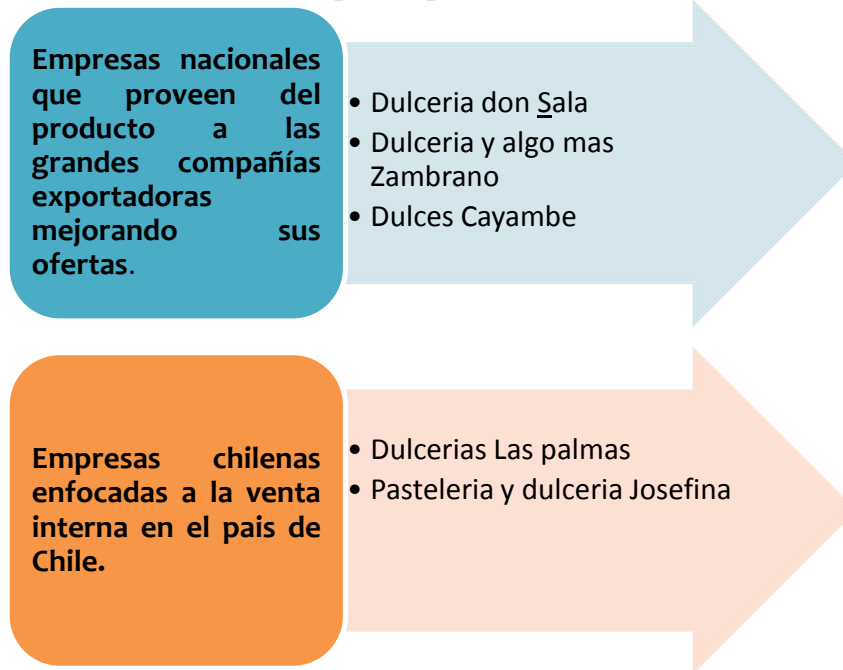 Empresas nacionales
que proveen del
producto a las
grandes compañías
exportadoras
mejorando sus
ofertas.
• Dulceria don Sala
• Dulceria y algo mas
Zambrano
• Dulces Cayambe
Empresas chilenas
enfocadas a la venta
interna en el pais de
Chile.
• Dulcerias Las palmas
• Pasteleria y dulceria Josefina